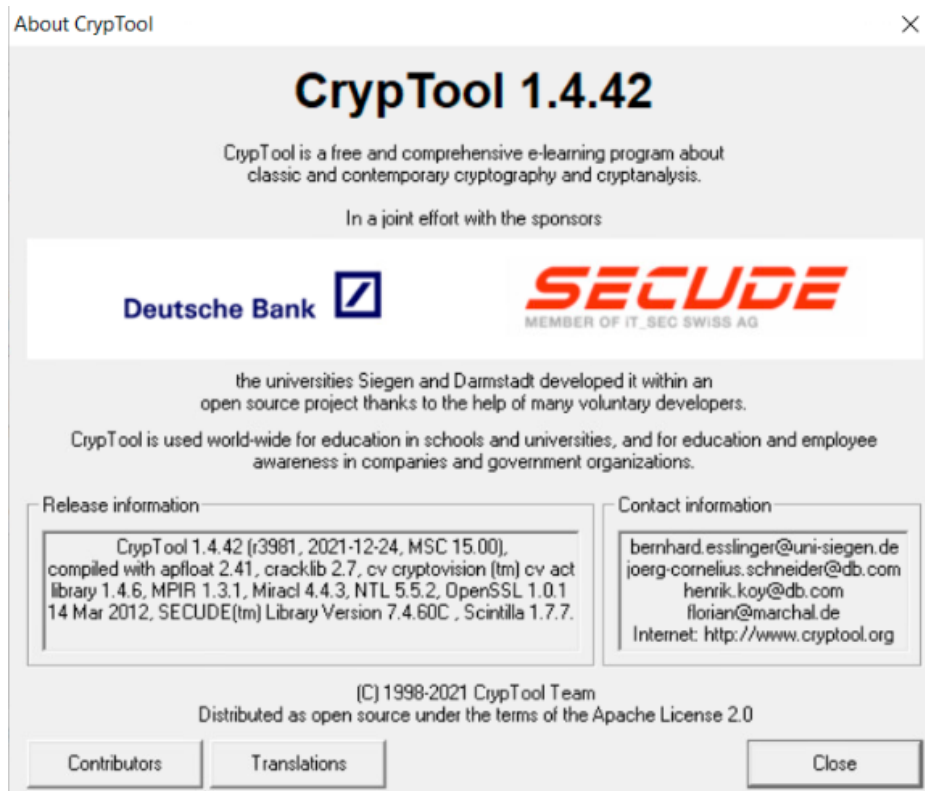 About CrypTool
CrypTool 1.4.42
CrypTool is a free and comprehensive e-learning program about
classic and contemporary cryptography and cryptanalysis.
In a joint effort with the sponsors
Deutsche Bank
SECUDE
MEMBER OF iT_SEC SWiSS AG
the universities Siegen and Darmstadt developed it within an
open source project thanks to the help of many voluntary developers.
CrypTool is used world-wide for education in schools and universities, and for education and employee
awareness in companies and government organizations.
Release information
CrypTool 1.4.42 (r3981, 2021-12-24, MSC 15.00),
compiled with apfloat 2.41, cracklib 2.7, cv cryptovision (tm) cv act
library 1.4.6, MPIR 1.3.1, Miracl 4.4.3, NTL 5.5.2, OpenSSL 1.0.1
14 Mar 2012, SECUDE(tm) Library Version 7.4.60C , Scintilla 1.7.7.
Contact information
bernhard.esslinger@uni-siegen.de
joerg-cornelius.schneider@db.com
henrik.koy@db.com
florian@marchal.de
Internet: http://www.cryptool.org
(C) 1998-2021 CrypTool Team
Distributed as open source under the terms of the Apache License 2.0
Contributors
Translations
Close